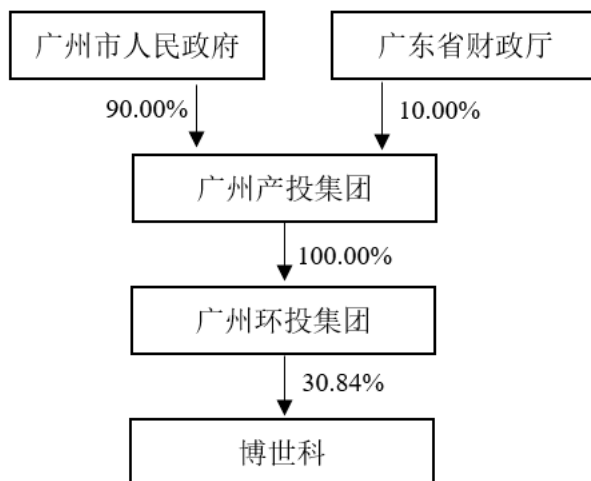 广州市人民政府
广东省财政厅
90.00%
10.00%
广州产投集团
100.00%
广州环投集团
30.84%
博世科